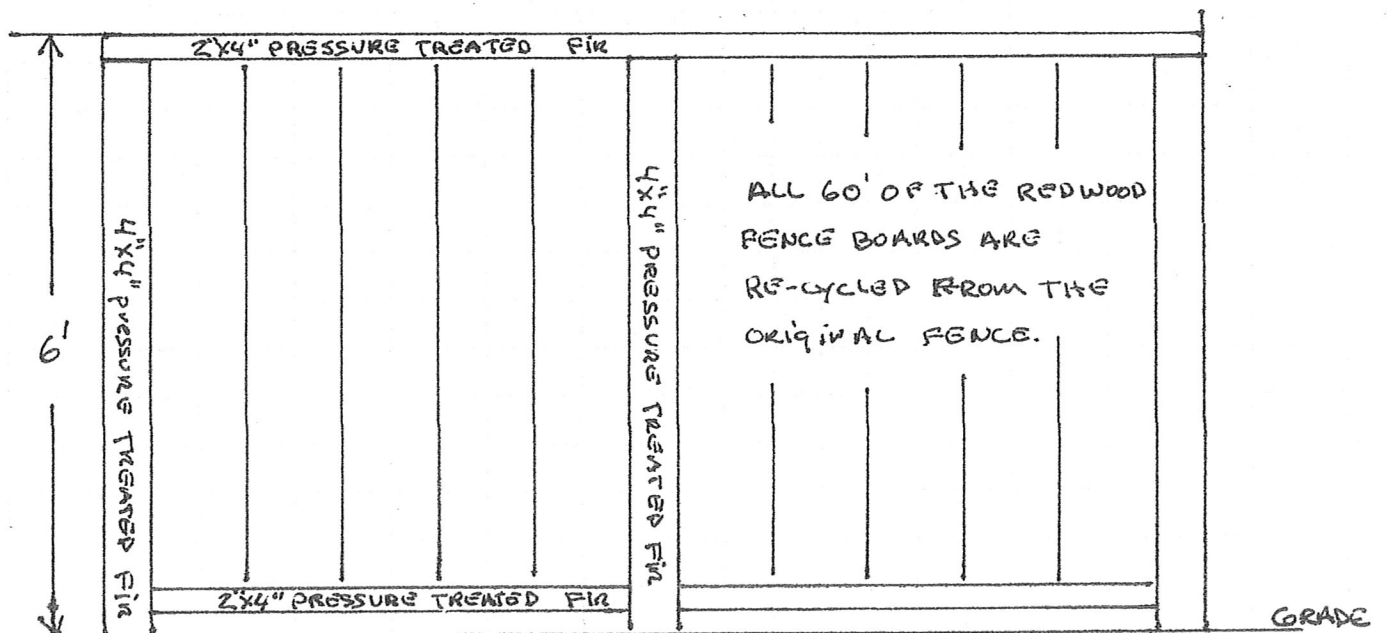 2"X4" PRESSURE TREATED FIR
4"X4" PRESSURE TREATED FIR
4"X4" PRESSURE TREATED FIR
ALL 60' OF THE REDWOOD
FENCE BOARDS ARE
RE-CYCLED FROM THE
ORIGINAL FENCE.
6'
2"X4" PRESSURE TREATED FIR
GRADE